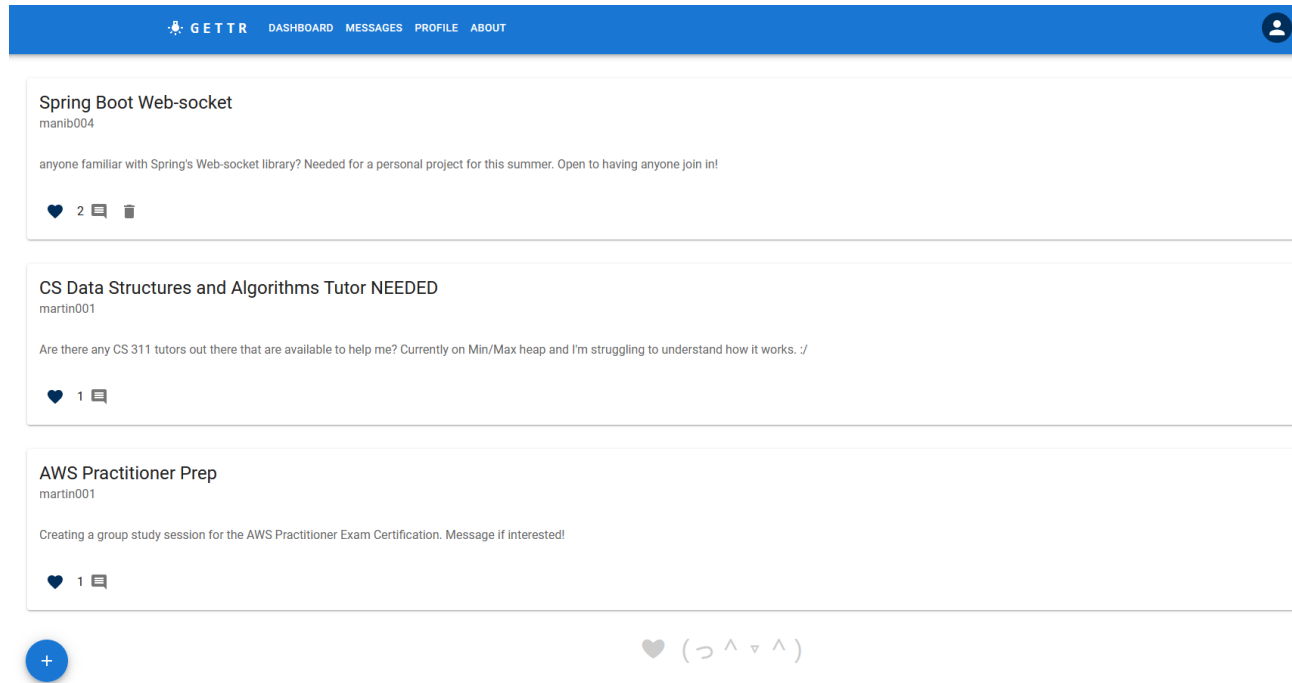 GETTR DASHBOARD MESSAGES PROFILE ABOUT
Spring Boot Web-socket
manib004
anyone familiar with Spring's Web-socket library? Needed for a personal project for this summer. Open to having anyone join in!
2
CS Data Structures and Algorithms Tutor NEEDED
martin001
Are there any CS 311 tutors out there that are available to help me? Currently on Min/Max heap and I'm struggling to understand how it works. :/
1
AWS Practitioner Prep
martin001
Creating a group study session for the AWS Practitioner Exam Certification. Message if interested!
1
+
♥ (っ^▿^)